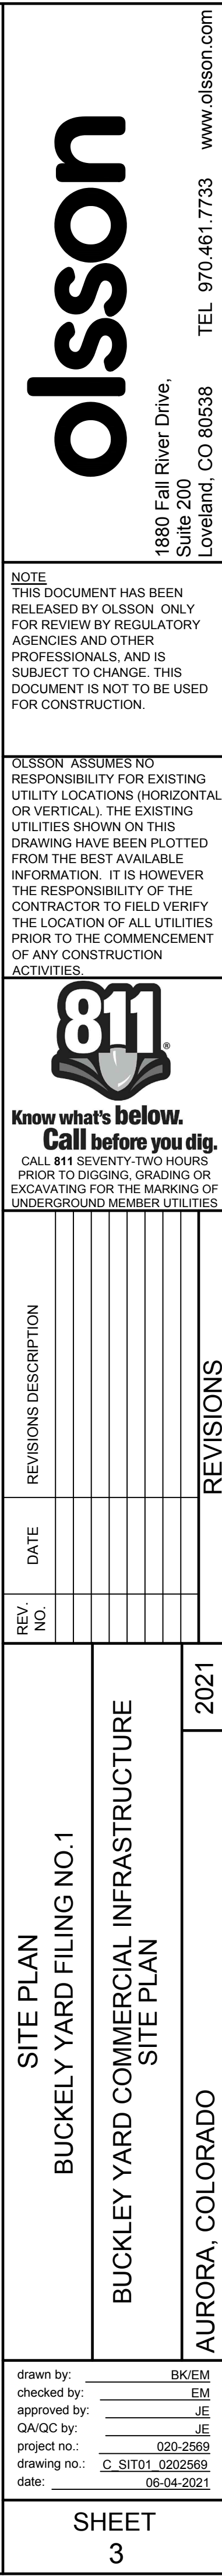 olsson
1880 Fall River Drive,
Suite 200
Loveland, CO 80538 TEL 970.461.7733 www.olsson.com
NOTE
THIS DOCUMENT HAS BEEN
RELEASED BY OLSSON ONLY
FOR REVIEW BY REGULATORY
AGENCIES AND OTHER
PROFESSIONALS, AND IS
SUBJECT TO CHANGE. THIS
DOCUMENT IS NOT TO BE USED
FOR CONSTRUCTION.
OLSSON ASSUMES NO
RESPONSIBILITY FOR EXISTING
UTILITY LOCATIONS (HORIZONTAL
OR VERTICAL). THE EXISTING
UTILITIES SHOWN ON THIS
DRAWING HAVE BEEN PLOTTED
FROM THE BEST AVAILABLE
INFORMATION. IT IS HOWEVER
THE RESPONSIBILITY OF THE
CONTRACTOR TO FIELD VERIFY
THE LOCATION OF ALL UTILITIES
PRIOR TO THE COMMENCEMENT
OF ANY CONSTRUCTION
ACTIVITIES.
811®
Know what's below.
Call before you dig.
CALL 811 SEVENTY-TWO HOURS
PRIOR TO DIGGING, GRADING OR
EXCAVATING FOR THE MARKING OF
UNDERGROUND MEMBER UTILITIES
REV.
NO.
DATE
REVISIONS DESCRIPTION
REVISIONS
SITE PLAN
BUCKELY YARD FILING NO.1
BUCKLEY YARD COMMERCIAL INFRASTRUCTURE
SITE PLAN
AURORA, COLORADO
2021
drawn by: BK/EM
checked by: EM
approved by: JE
QA/QC by: JE
project no.: 020-2569
drawing no.: C_SIT01_0202569
date: 06-04-2021
SHEET
3